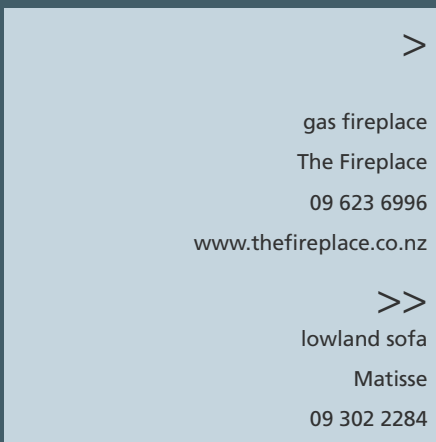 >
gas fireplace
The Fireplace
09 623 6996
www.thefireplace.co.nz
>>
lowland sofa
Matisse
09 302 2284